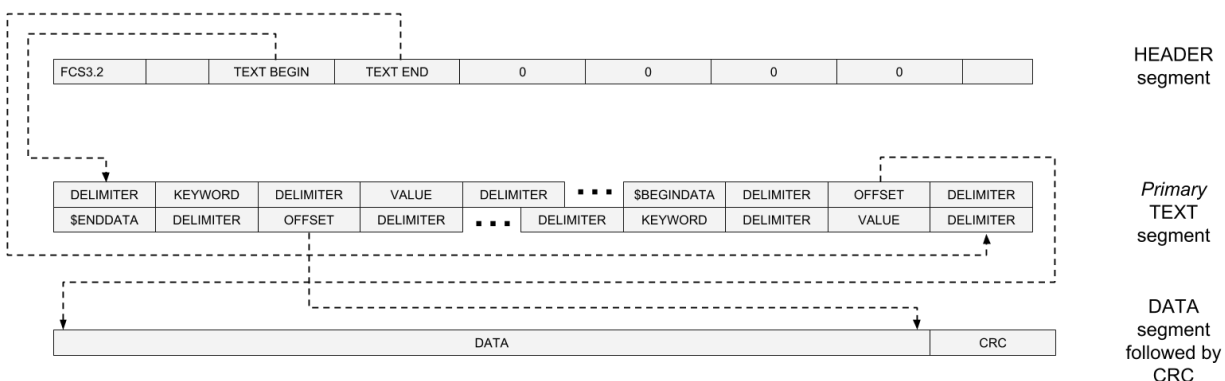 HEADER
segment
FCS3.2 TEXT BEGIN TEXT END 0 0 0 0
DELIMITER KEYWORD DELIMITER VALUE DELIMITER ... $BEGINDATA DELIMITER OFFSET DELIMITER
$ENDDATA DELIMITER OFFSET DELIMITER ... DELIMITER KEYWORD DELIMITER VALUE DELIMITER
Primary
TEXT
segment
DATA CRC
DATA
segment
followed by
CRC